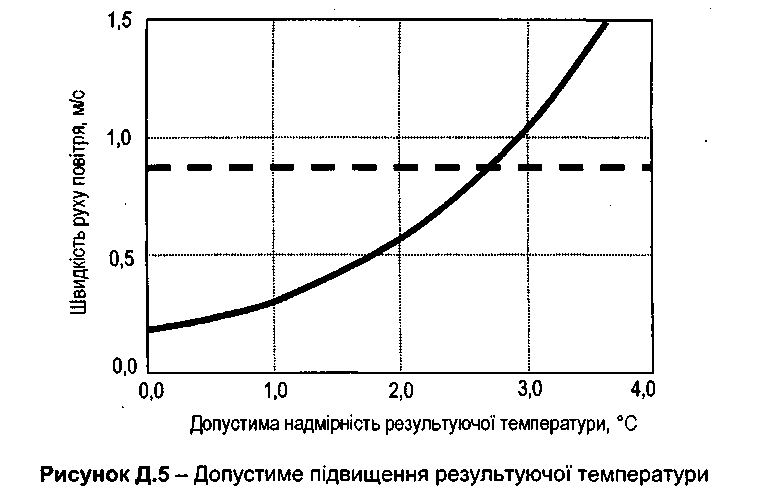 1,5
1,0
0,5
0,0
Швидкість руху повітря, м/с
0,0 1,0 2,0 3,0 4,0
Допустима надмірність результуючої температури, °С
Рисунок Д.5 – Допустиме підвищення результуючої температури